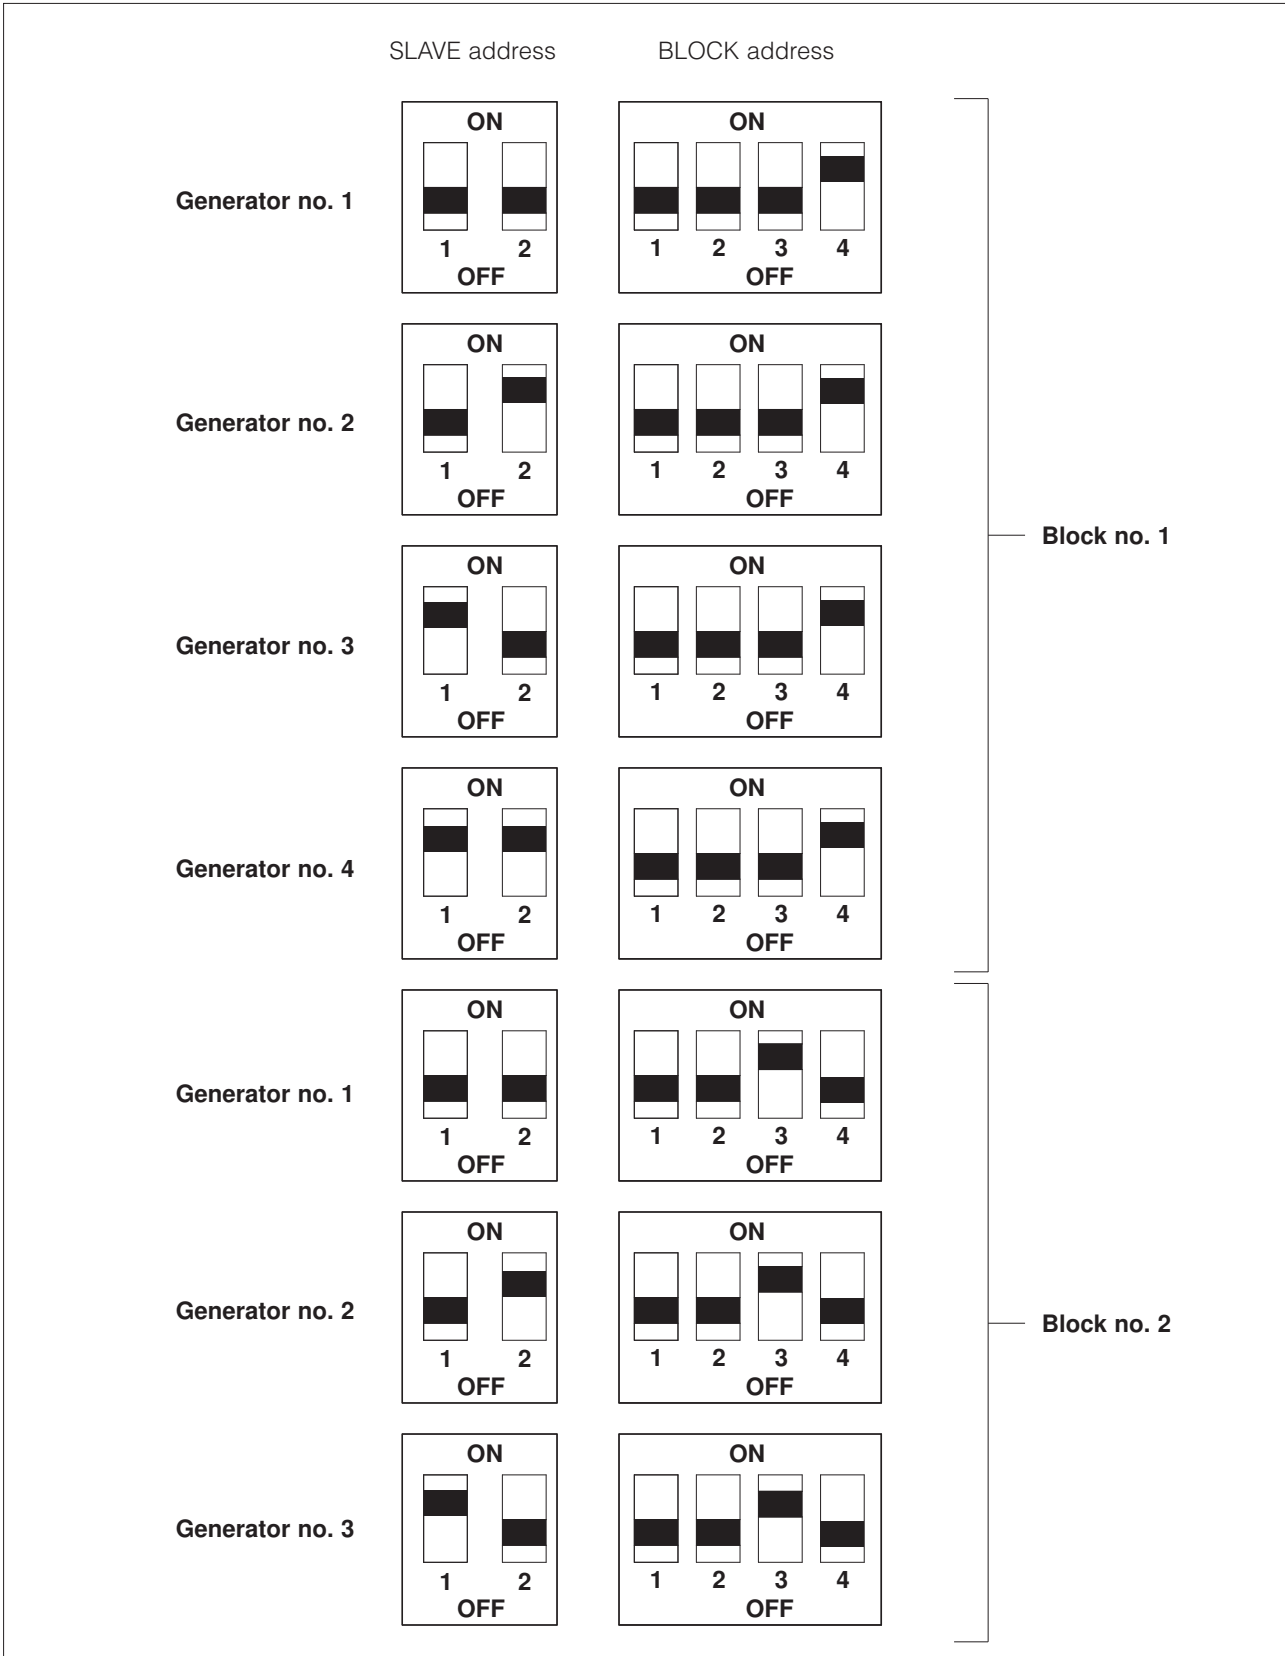 SLAVE address BLOCK address
ON ON
Generator no. 1
1 2 1 2 3 4
OFF OFF
ON ON
Generator no. 2
1 2 1 2 3 4
OFF OFF
Block no. 1
ON ON
Generator no. 3
1 2 1 2 3 4
OFF OFF
ON ON
Generator no. 4
1 2 1 2 3 4
OFF OFF
ON ON
Generator no. 1
1 2 1 2 3 4
OFF OFF
ON ON
Generator no. 2
Block no. 2
1 2 1 2 3 4
OFF OFF
ON ON
Generator no. 3
1 2 1 2 3 4
OFF OFF